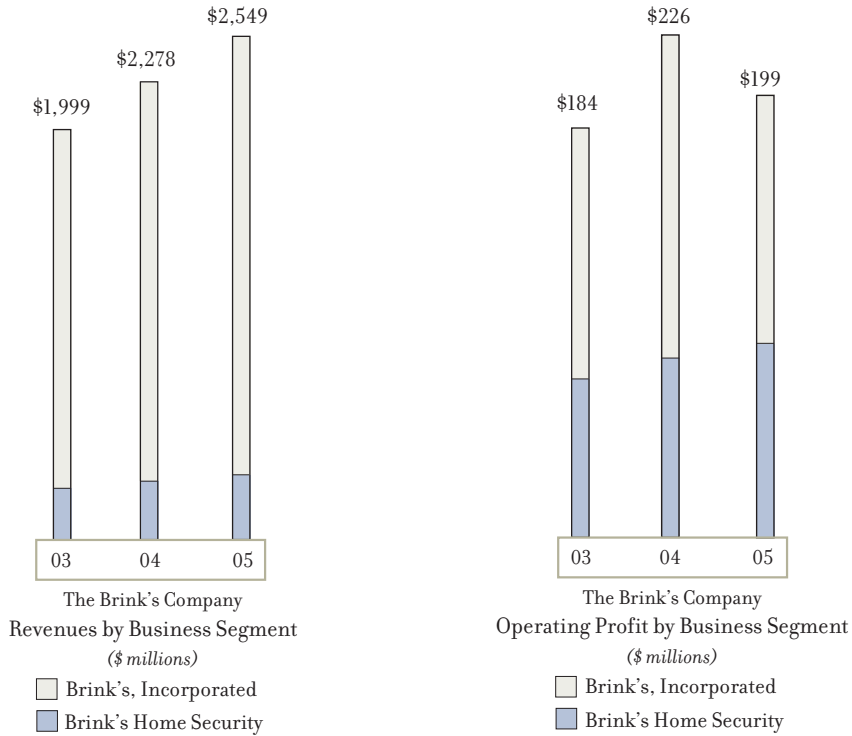 $2,549
$2,278
$1,999
03
04
05
The Brink's Company
Revenues by Business Segment
($ millions)
Brink's, Incorporated
Brink's Home Security
$226
$199
$184
03
04
05
The Brink's Company
Operating Profit by Business Segment
($ millions)
Brink's, Incorporated
Brink's Home Security